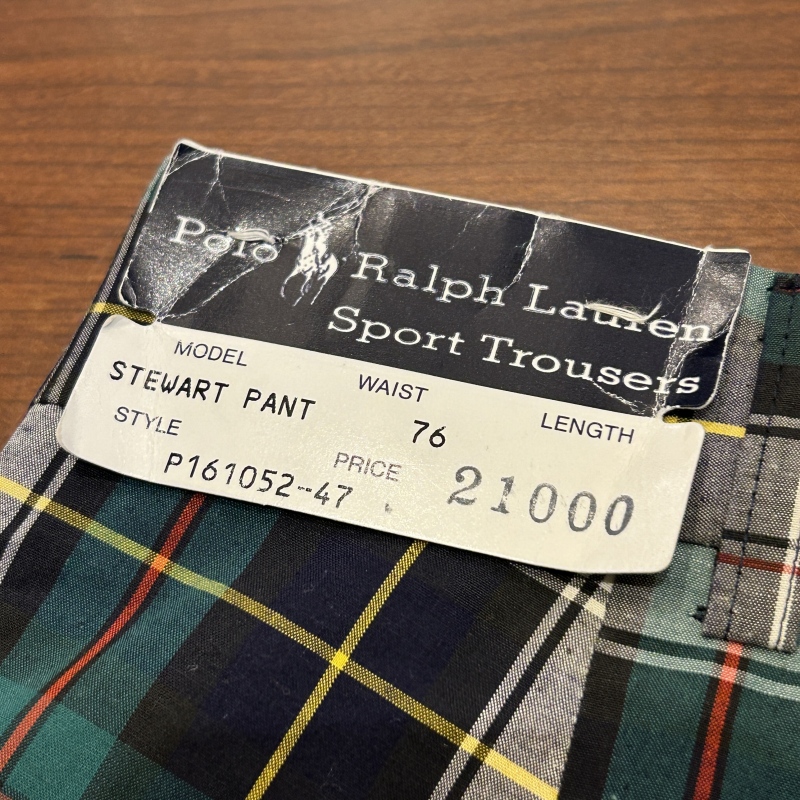 Polo Ralph Lauren
Sport Trousers
MODEL WAIST LENGTH
STEWART PANT 76
STYLE PRICE
P161052-47 21000